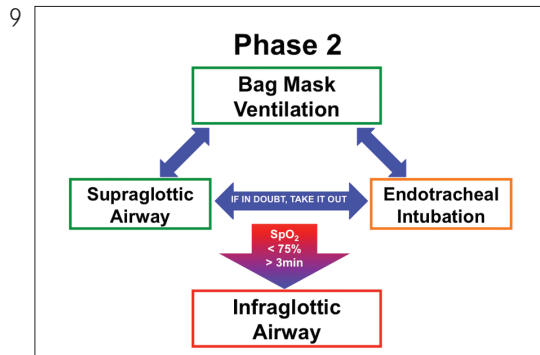 9
Phase 2
Bag Mask
Ventilation
Supraglottic
Airway
IF IN DOUBT, TAKE IT OUT
Endotracheal
Intubation
SpO₂
< 75%
> 3min
Infraglottic
Airway